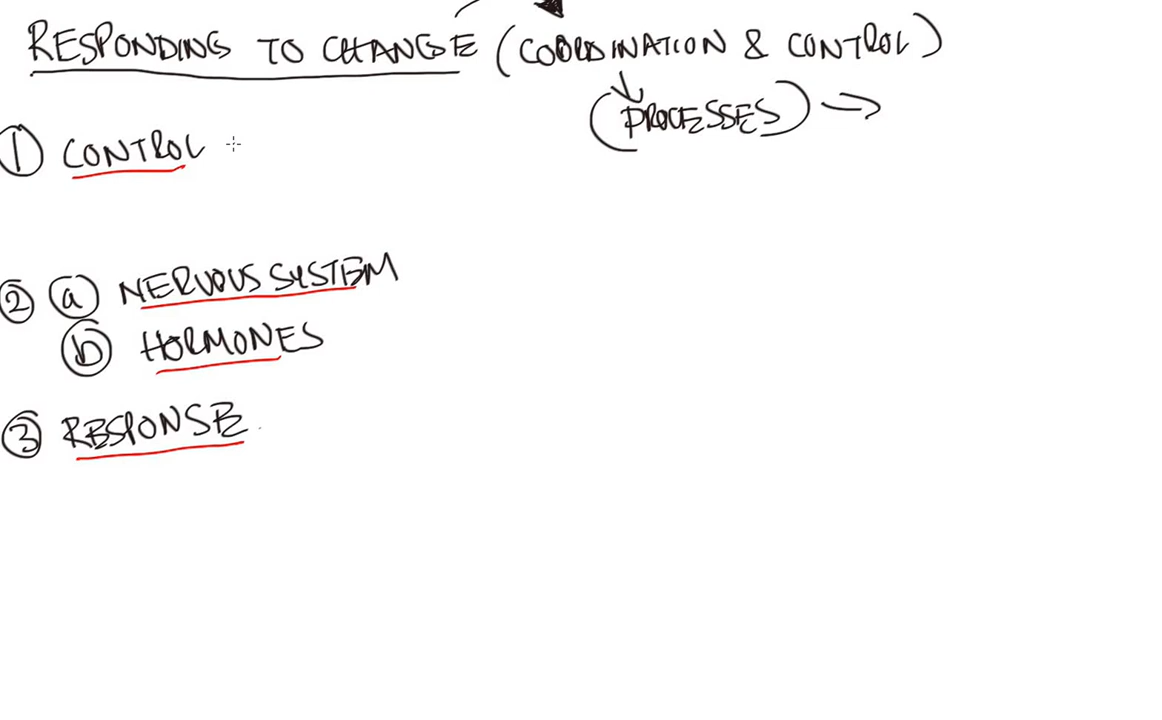 RESPONDING TO CHANGE (COORDINATION & CONTROL)
(PROCESSES) →
① CONTROL
② ⓐ NERVOUS SYSTEM
ⓑ HORMONES
③ RESPONSE